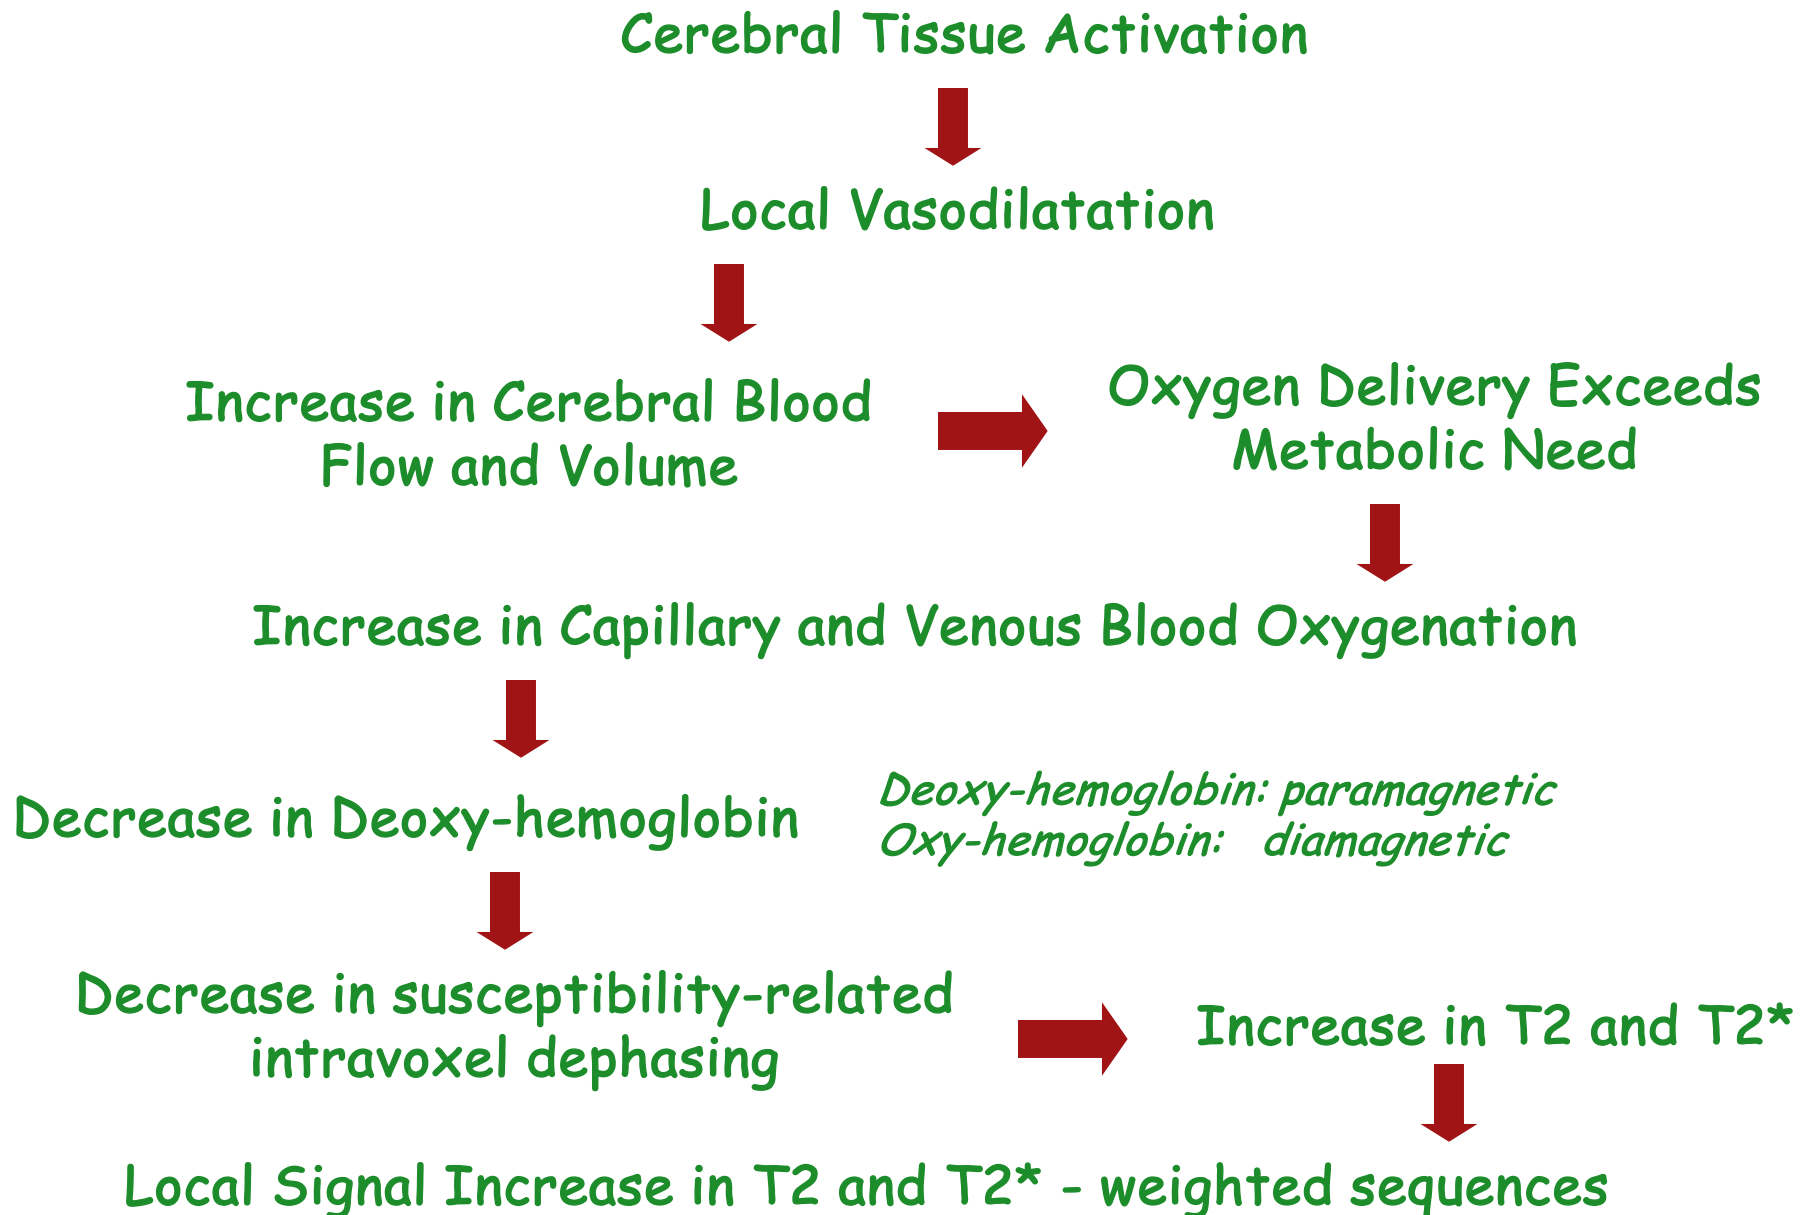 Cerebral Tissue Activation
Local Vasodilatation
Increase in Cerebral Blood
Flow and Volume
Oxygen Delivery Exceeds
Metabolic Need
Increase in Capillary and Venous Blood Oxygenation
Decrease in Deoxy-hemoglobin
Deoxy-hemoglobin: paramagnetic
Oxy-hemoglobin: diamagnetic
Decrease in susceptibility-related
intravoxel dephasing
Increase in T2 and T2*
Local Signal Increase in T2 and T2* - weighted sequences